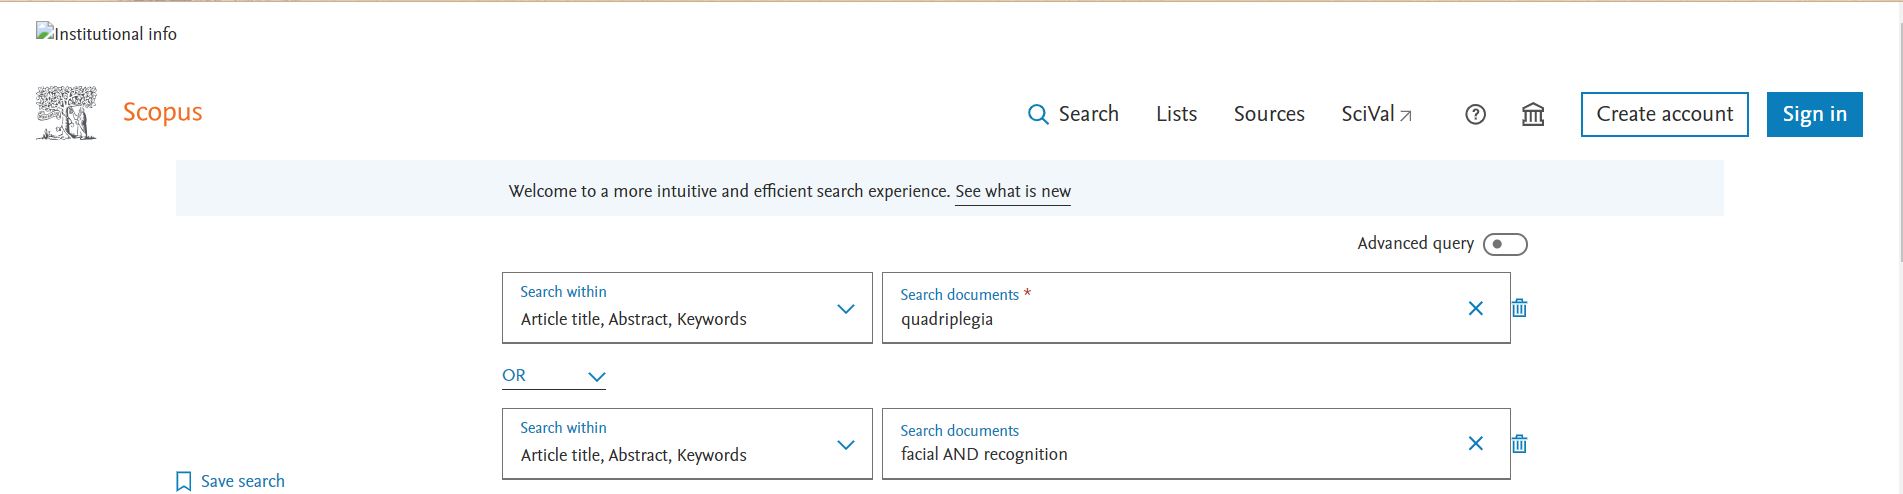 Institutional info
Scopus
Search Lists Sources SciVal Create account Sign in
Welcome to a more intuitive and efficient search experience. See what is new
Advanced query
Search within
Article title, Abstract, Keywords
Search documents *
quadriplegia
OR
Search within
Article title, Abstract, Keywords
Search documents
facial AND recognition
Save search